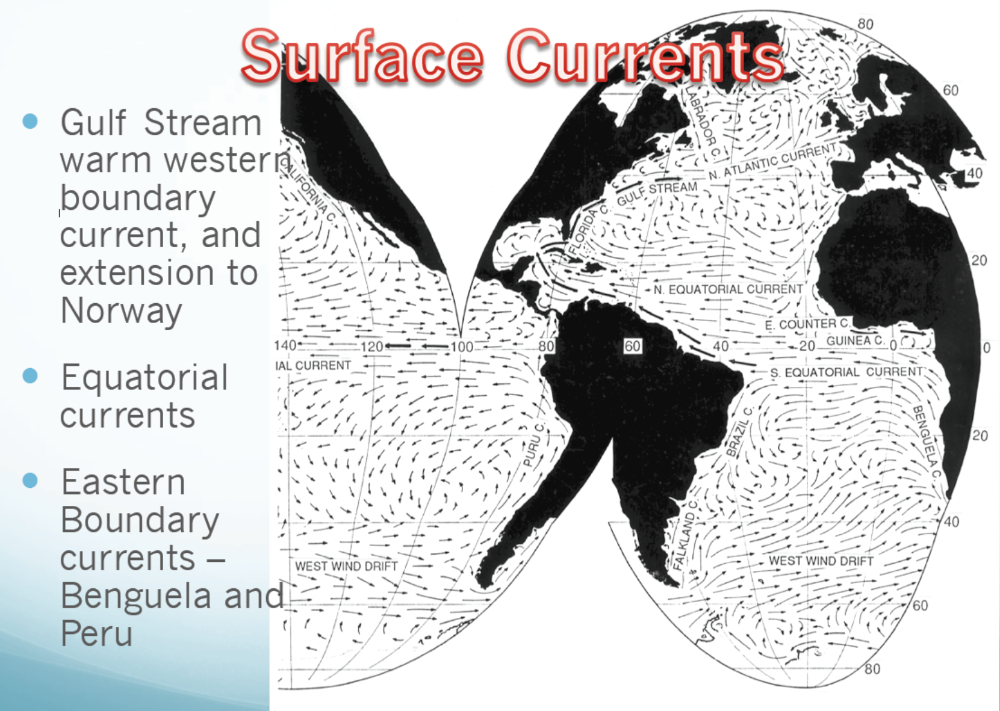 Surface Currents
Gulf Stream
warm western
boundary
current, and
extension to
Norway
Equatorial
currents
Eastern
Boundary
currents –
Benguela and
Peru
80
60
40
20
0
20
40
60
80
LABRADOR C.
N. ATLANTIC CURRENT
GULF STREAM
FLORIDA C.
CALIFORNIA C.
N. EQUATORIAL CURRENT
E. COUNTER C.
GUINEA C.
140 120 100 80 60 40 20 0
IAL CURRENT
S. EQUATORIAL CURRENT
PURU C.
BRAZIL C.
BENGUELA C.
FALKLAND C.
WEST WIND DRIFT
WEST WIND DRIFT